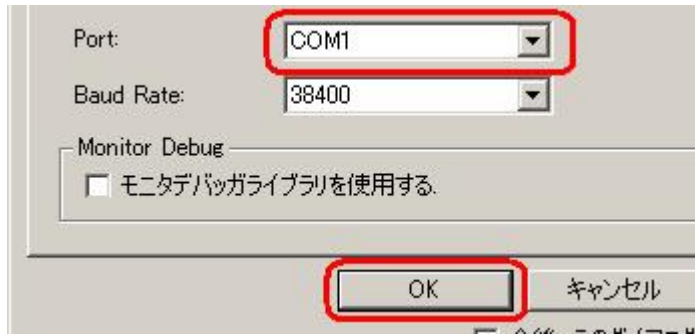 Port: COM1
Baud Rate: 38400
Monitor Debug
モニタデバッガライブラリを使用する.
OK キャンセル